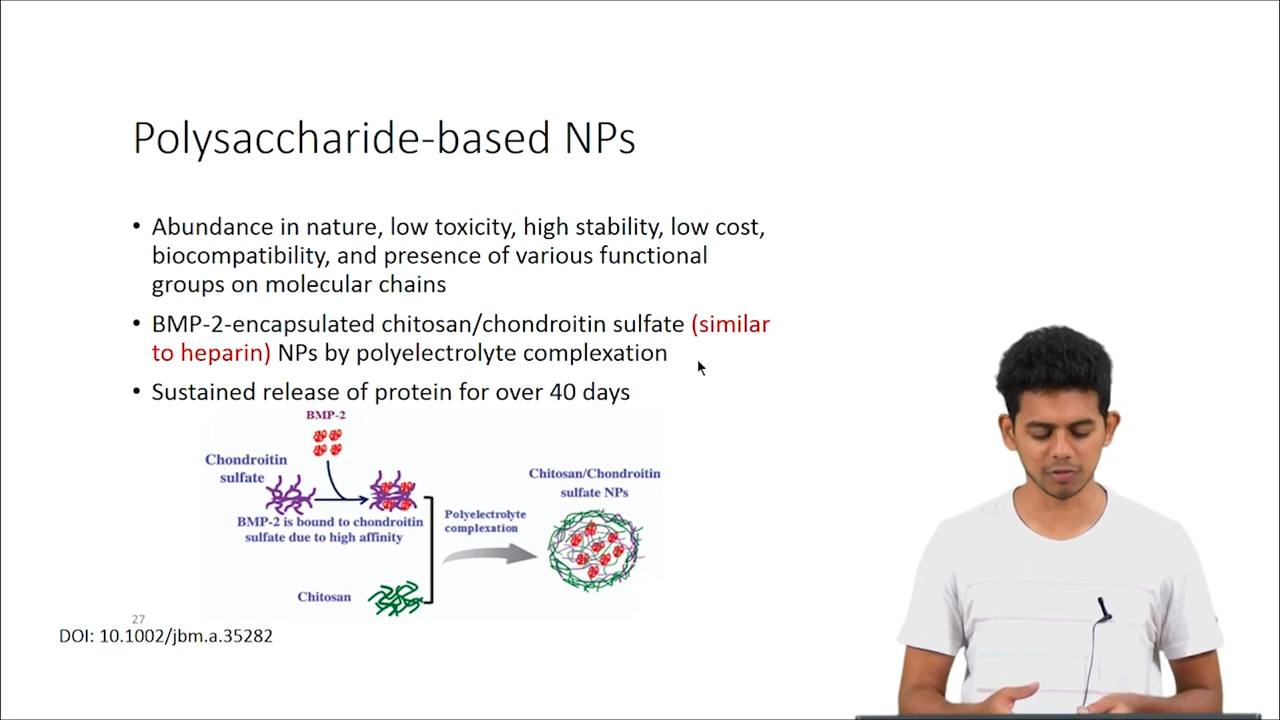 Polysaccharide-based NPs
• Abundance in nature, low toxicity, high stability, low cost,
biocompatibility, and presence of various functional
groups on molecular chains
• BMP-2-encapsulated chitosan/chondroitin sulfate (similar
to heparin) NPs by polyelectrolyte complexation
• Sustained release of protein for over 40 days
BMP-2
Chondroitin
sulfate
BMP-2 is bound to chondroitin
sulfate due to high affinity
Chitosan
Polyelectrolyte
complexation
Chitosan/Chondroitin
sulfate NPs
27
DOI: 10.1002/jbm.a.35282